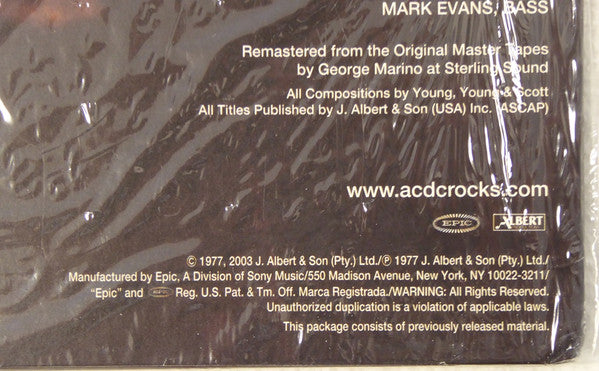 MARK EVANS, BASS
Remastered from the Original Master Tapes
by George Marino at Sterling Sound
All Compositions by Young, Young & Scott
All Titles Published by J. Albert & Son (USA) Inc. (ASCAP)
www.acdcrocks.com
EPIC ALBERT
© 1977, 2003 J. Albert & Son (Pty.) Ltd./℗ 1977 J. Albert & Son (Pty.) Ltd./
Manufactured by Epic, A Division of Sony Music/550 Madison Avenue, New York, NY 10022-3211/
“Epic” and EPIC Reg. U.S. Pat. & Tm. Off. Marca Registrada./WARNING: All Rights Reserved.
Unauthorized duplication is a violation of applicable laws.
This package consists of previously released material.